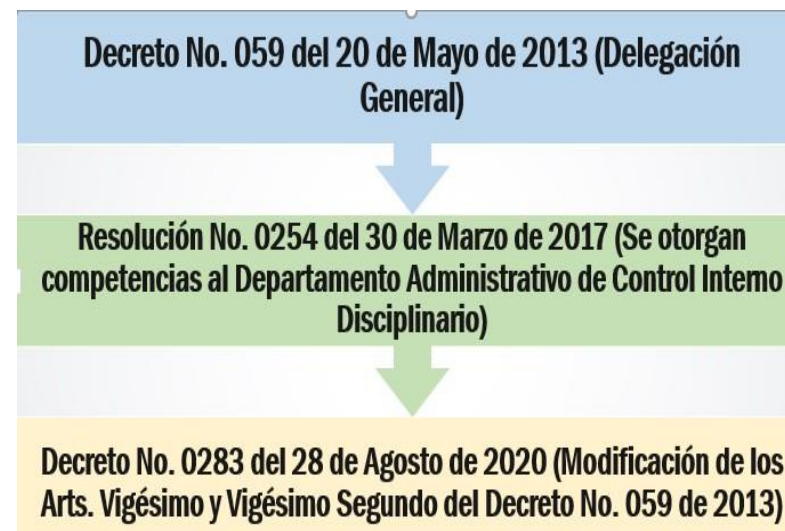 Decreto No. 059 del 20 de Mayo de 2013 (Delegación
General)
Resolución No. 0254 del 30 de Marzo de 2017 (Se otorgan
competencias al Departamento Administrativo de Control Interno
Disciplinario)
Decreto No. 0283 del 28 de Agosto de 2020 (Modificación de los
Arts. Vigésimo y Vigésimo Segundo del Decreto No. 059 de 2013)